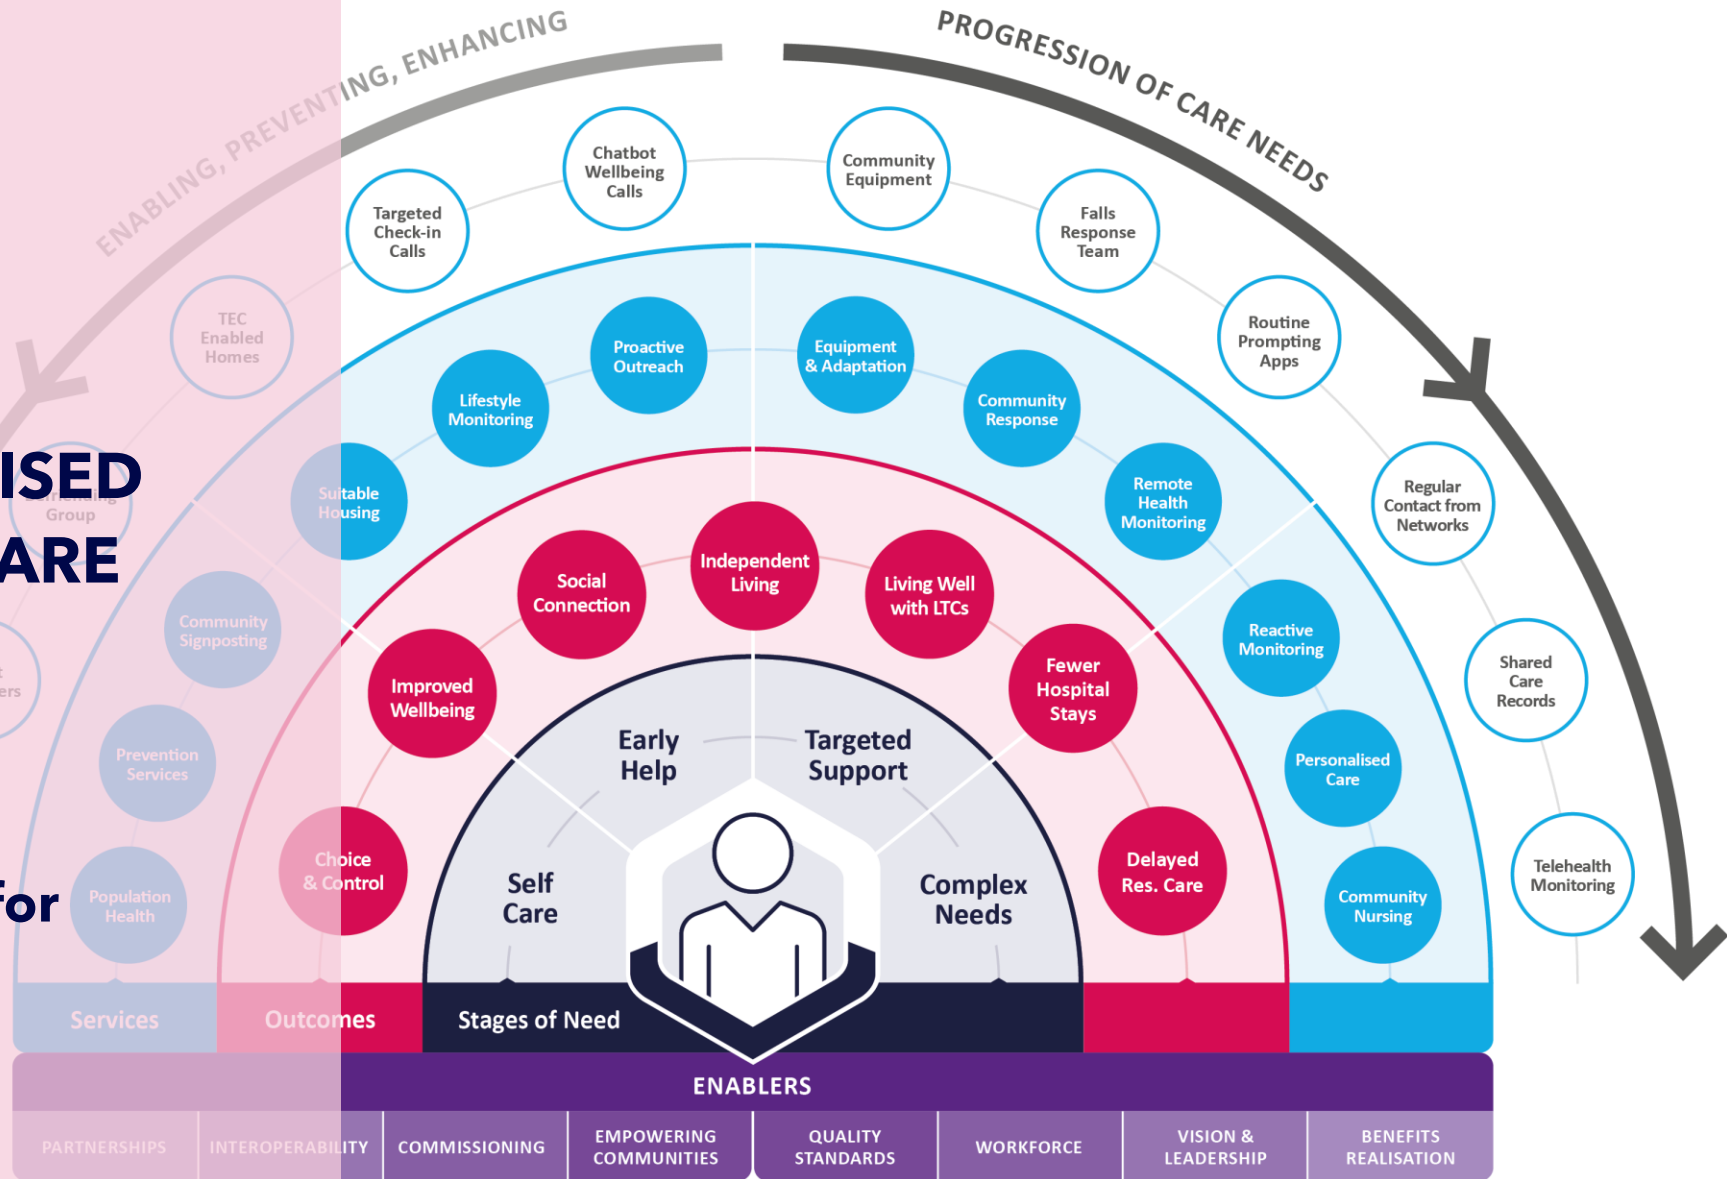 ENABLING, PREVENTING, ENHANCING
PROGRESSION OF CARE NEEDS
Chatbot
Wellbeing
Calls
Community
Equipment
Targeted
Check-in
Calls
Falls
Response
Team
TEC
Enabled
Homes
Routine
Prompting
Apps
Group
Regular
Contact from
Networks
Shared
Care
Records
Telehealth
Monitoring
ISED
ARE
for
ers
Proactive
Outreach
Equipment
& Adaptation
Lifestyle
Monitoring
Community
Response
Suitable
Housing
Remote
Health
Monitoring
Community
Signposting
Reactive
Monitoring
Prevention
Services
Personalised
Care
Population
Health
Community
Nursing
Independent
Living
Social
Connection
Living Well
with LTCs
Improved
Wellbeing
Fewer
Hospital
Stays
Choice
& Control
Delayed
Res. Care
Early
Help
Targeted
Support
Self
Care
Complex
Needs
Services
Outcomes
Stages of Need
ENABLERS
PARTNERSHIPS
INTEROPERABILITY
COMMISSIONING
EMPOWERING
COMMUNITIES
QUALITY
STANDARDS
WORKFORCE
VISION &
LEADERSHIP
BENEFITS
REALISATION